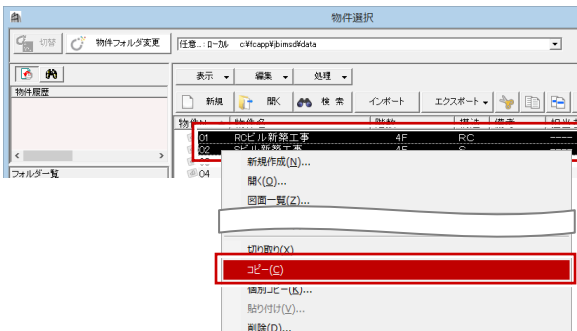 物件選択
切替
物件フォルダ変更
任意...:ローカル c:¥fcapp¥jbimsd¥data
表示 編集 処理
物件履歴
新規 開く 検索 インポート エクスポート
物件名 階数 構造 備考
01 ROビル新築工事 4F RC ----
02 Sビル新築工事 4F S ----
フォルダ一覧
04
新規作成(N)...
開く(O)...
図面一覧(Z)...
切り取り(X)
コピー(C)
個別コピー(K)...
貼り付け(V)...
削除(D)...